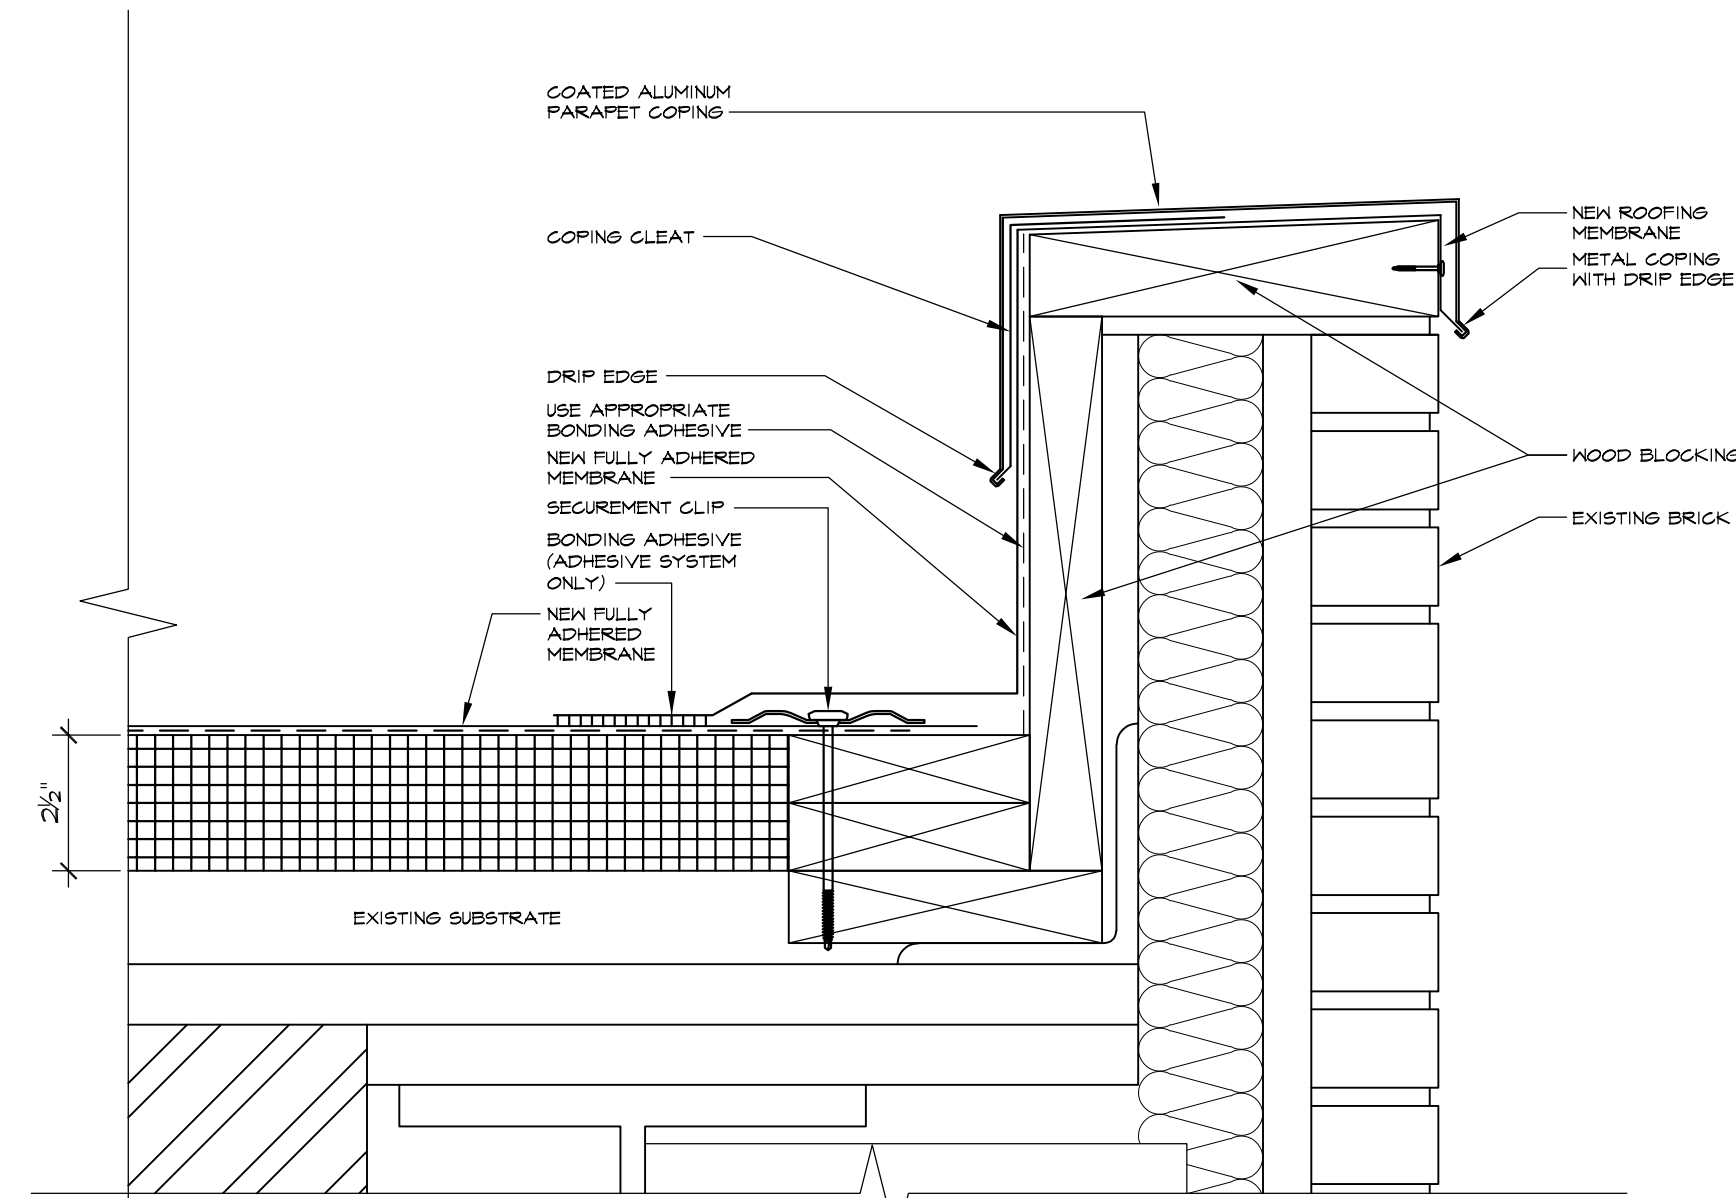 COATED ALUMINUM
PARAPET COPING
COPING CLEAT
DRIP EDGE
USE APPROPRIATE
BONDING ADHESIVE
NEW FULLY ADHERED
MEMBRANE
SECUREMENT CLIP
BONDING ADHESIVE
(ADHESIVE SYSTEM
ONLY)
NEW FULLY
ADHERED
MEMBRANE
NEW ROOFING
MEMBRANE
METAL COPING
WITH DRIP EDGE
WOOD BLOCKING
EXISTING BRICK
2½"
EXISTING SUBSTRATE